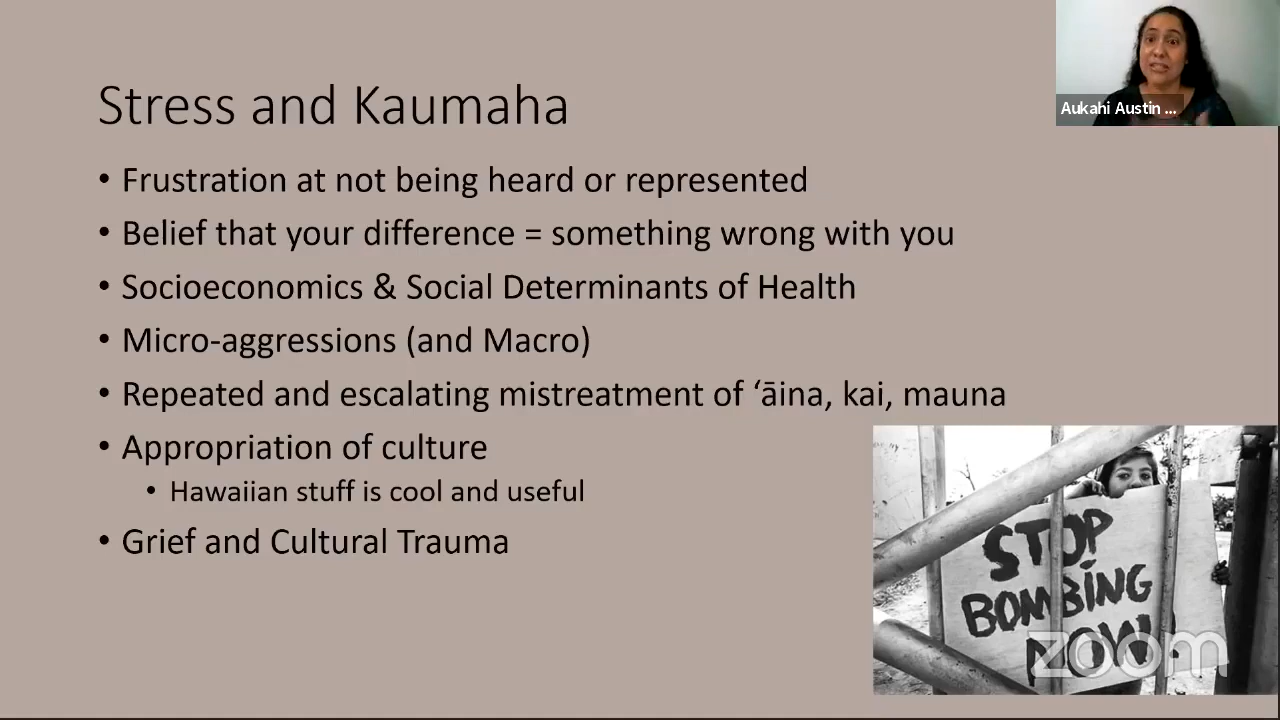 Aukahi Austin ...
Stress and Kaumaha
• Frustration at not being heard or represented
• Belief that your difference = something wrong with you
• Socioeconomics & Social Determinants of Health
• Micro-aggressions (and Macro)
• Repeated and escalating mistreatment of ‘āina, kai, mauna
• Appropriation of culture
• Hawaiian stuff is cool and useful
• Grief and Cultural Trauma
STOP
BOMBING
NOW!
zoom